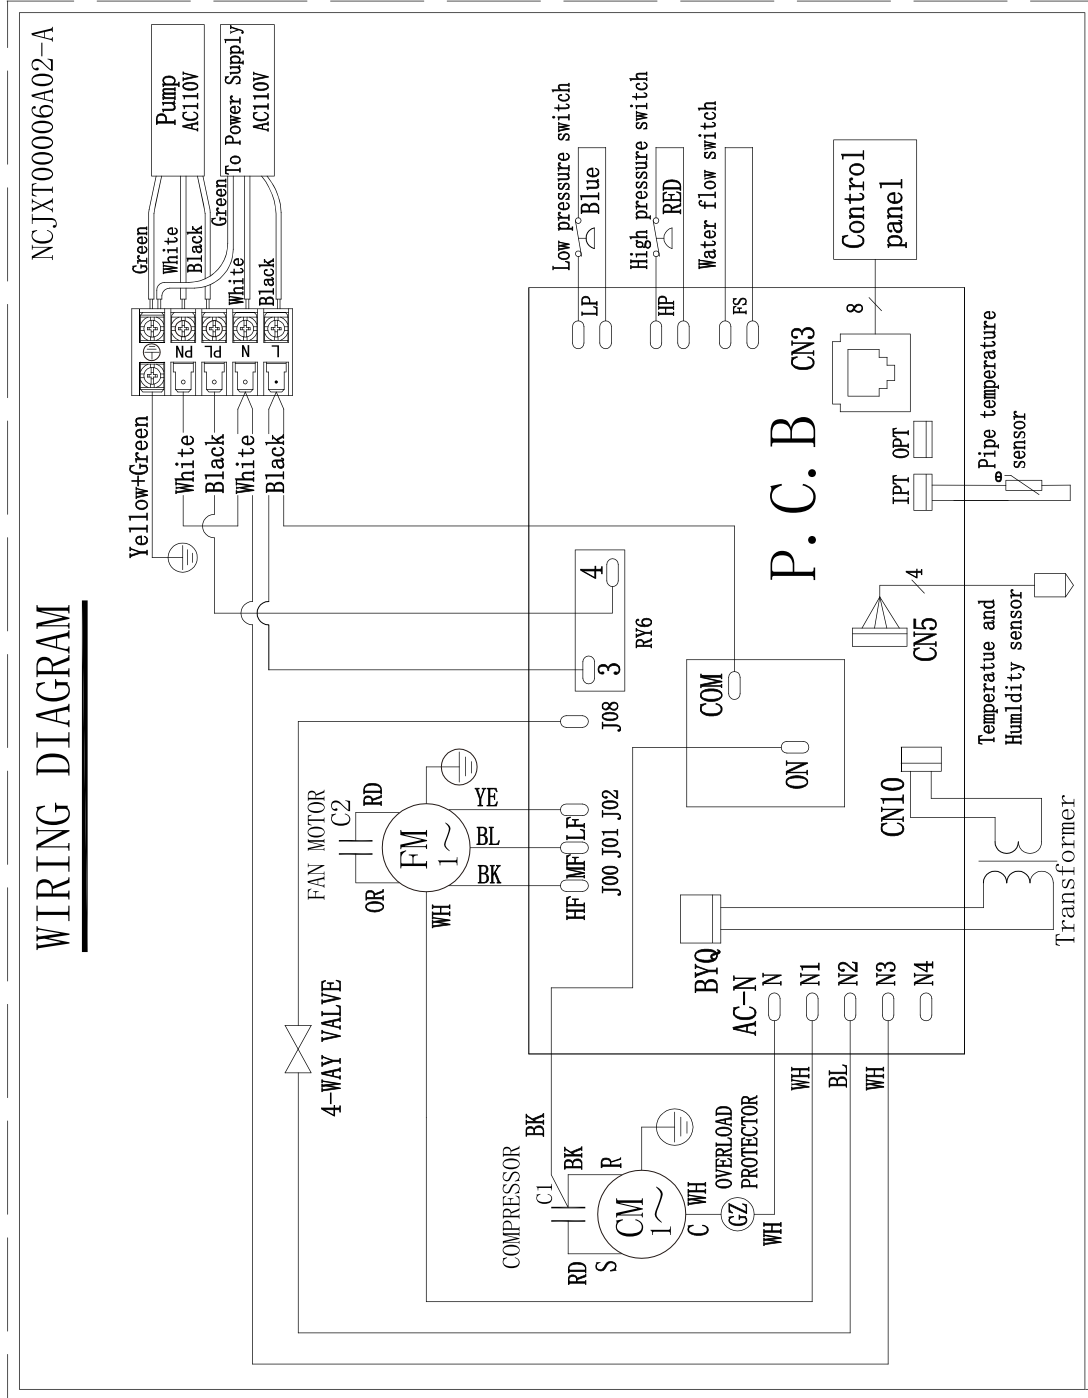 WIRING DIAGRAM
NCJXT00006A02-A
Pump
AC110V
To Power Supply
AC110V
Green
White
Black
Green
White
Black
PN
PL
N
L
Yellow+Green
White
Black
White
Black
4-WAY VALVE
FAN MOTOR
C2
RD
OR
FM
1~
WH
BK
BL
YE
HF
MF
LF
J00
J01
J02
J08
3
4
RY6
LP
Low pressure switch
Blue
HP
High pressure switch
RED
FS
Water flow switch
COMPRESSOR
C1
BK
BK
RD
S
R
CM
1~
C
WH
GZ
OVERLOAD
PROTECTOR
WH
BYQ
AC-N
N
N1
N2
N3
N4
WH
BL
WH
COM
ON
P.C.B
CN3
8
Control
panel
CN10
CN5
4
IPT
OPT
θ
Transformer
Temperatue and
Humldity sensor
Pipe temperature
sensor